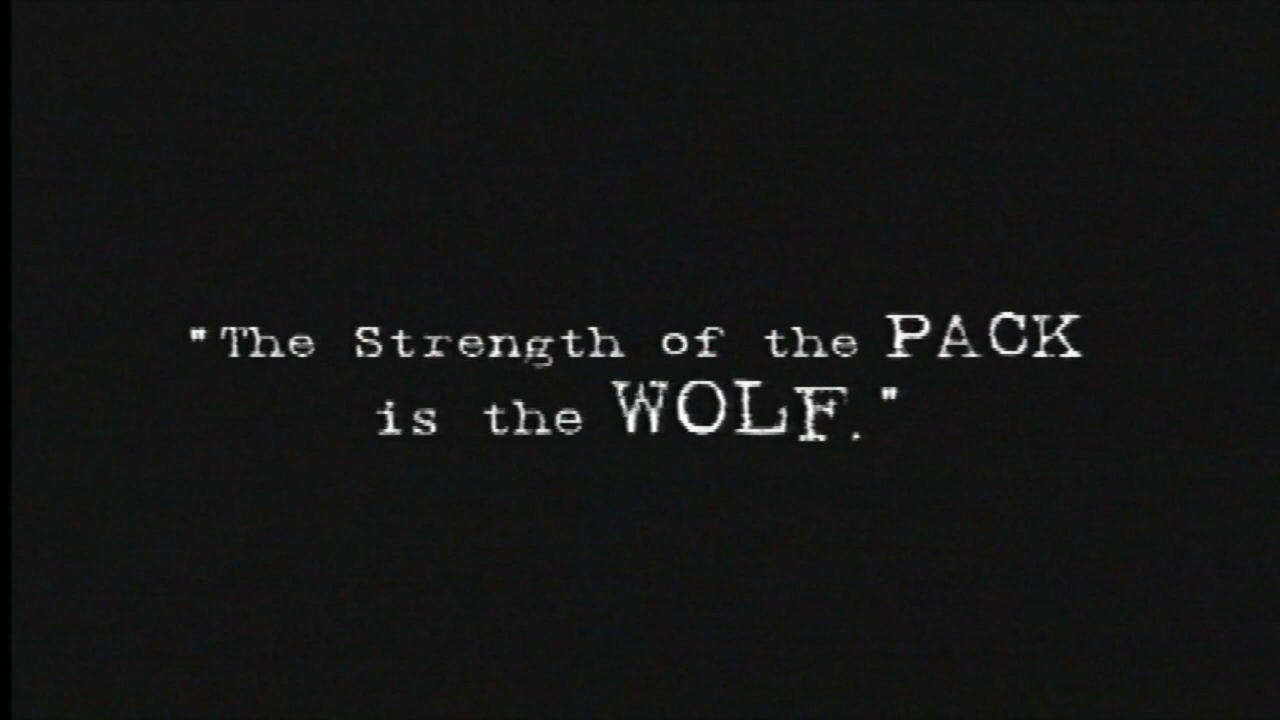 "The Strength of the PACK
is the WOLF."